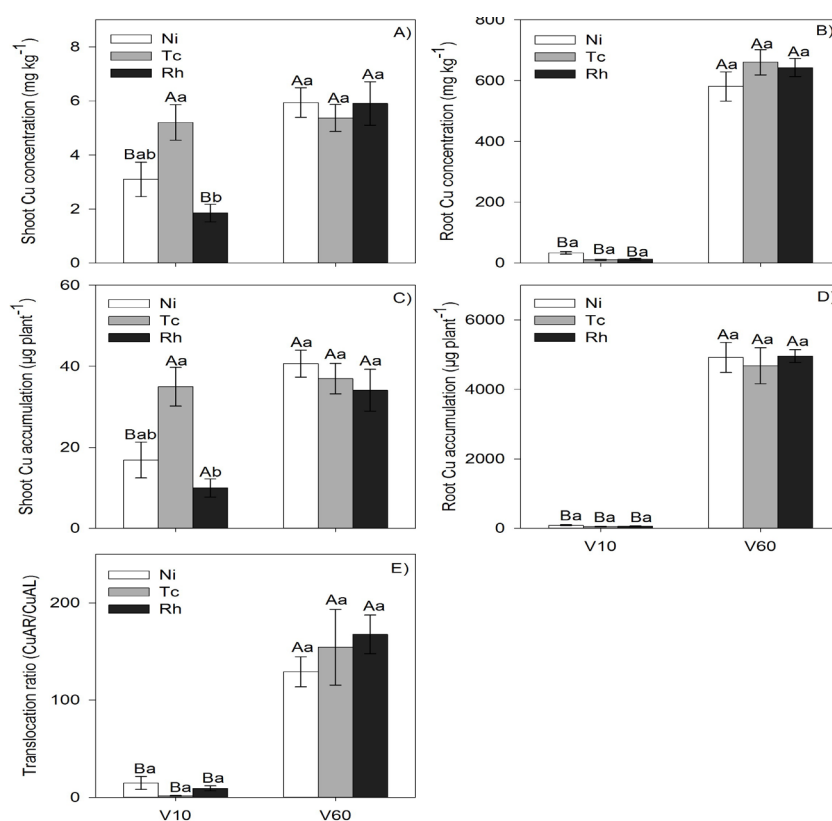 A)
Ni
Tc
Rh
Shoot Cu concentration (mg kg⁻¹)
8
6
4
2
0
Bab
Aa
Bb
Aa
Aa
Aa
B)
Ni
Tc
Rh
Root Cu concentration (mg kg⁻¹)
800
600
400
200
0
Ba
Ba
Ba
Aa
Aa
Aa
C)
Ni
Tc
Rh
Shoot Cu accumulation (µg plant⁻¹)
60
40
20
0
Bab
Aa
Ab
Aa
Aa
Aa
D)
Ni
Tc
Rh
Root Cu accumulation (µg plant⁻¹)
6000
4000
2000
0
Ba
Ba
Ba
Aa
Aa
Aa
V10
V60
E)
Ni
Tc
Rh
Translocation ratio (CuAR/CuAL)
200
100
0
Ba
Ba
Ba
Aa
Aa
Aa
V10
V60